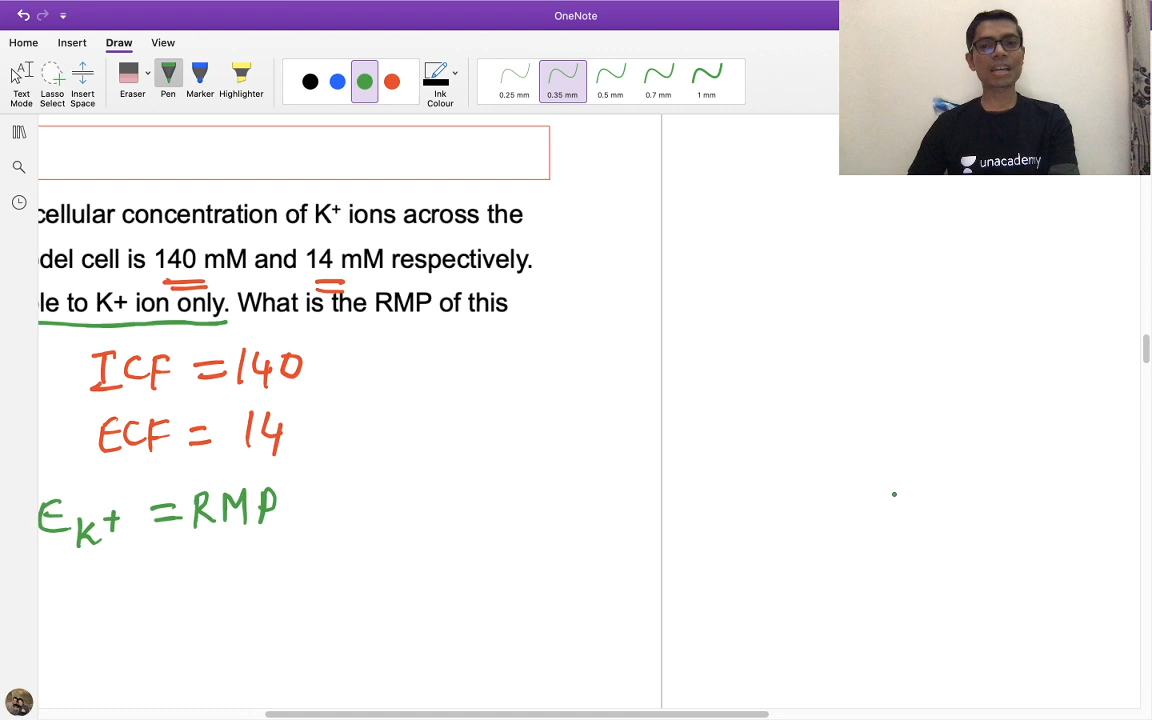 OneNote
Home Insert Draw View
Text Mode
Lasso Select
Insert Space
Eraser
Pen
Marker
Highlighter
Ink Colour
0.25 mm
0.35 mm
0.5 mm
0.7 mm
1 mm
unacademy
cellular concentration of K⁺ ions across the
del cell is 140 mM and 14 mM respectively.
le to K+ ion only. What is the RMP of this
ICF = 140
ECF = 14
E K+ = RMP